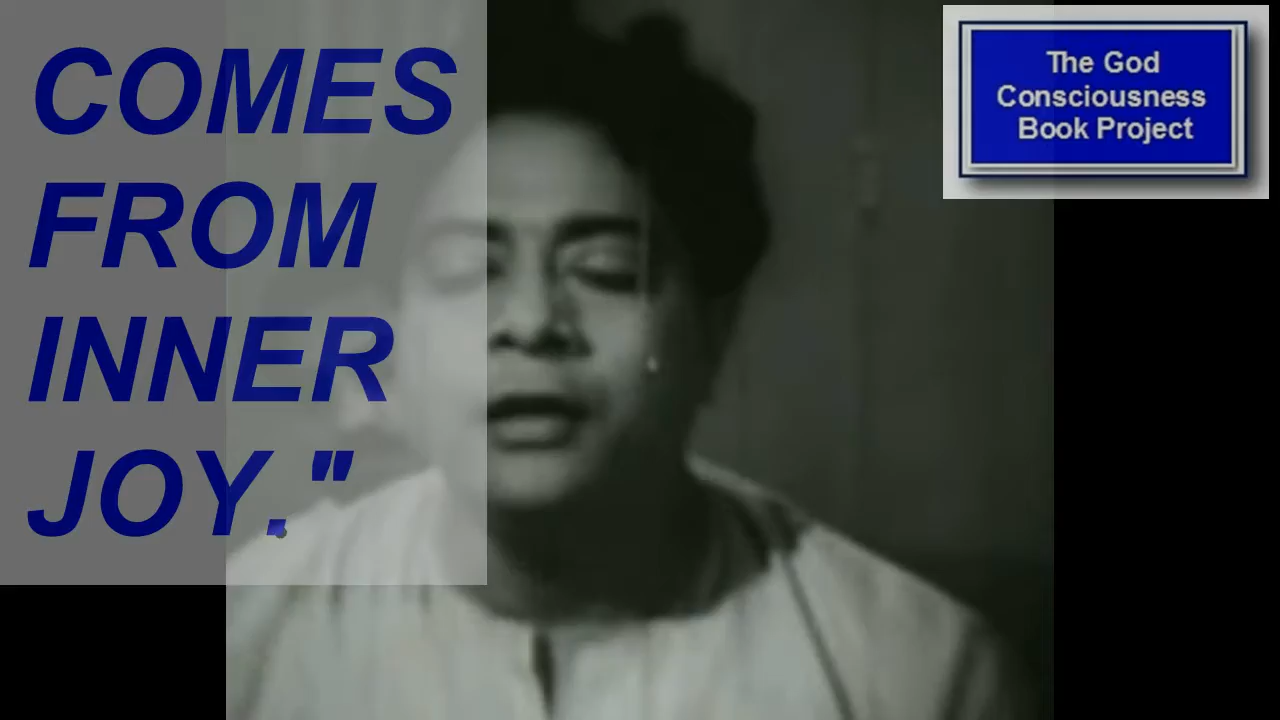 COMES
FROM
INNER
JOY."
The God
Consciousness
Book Project